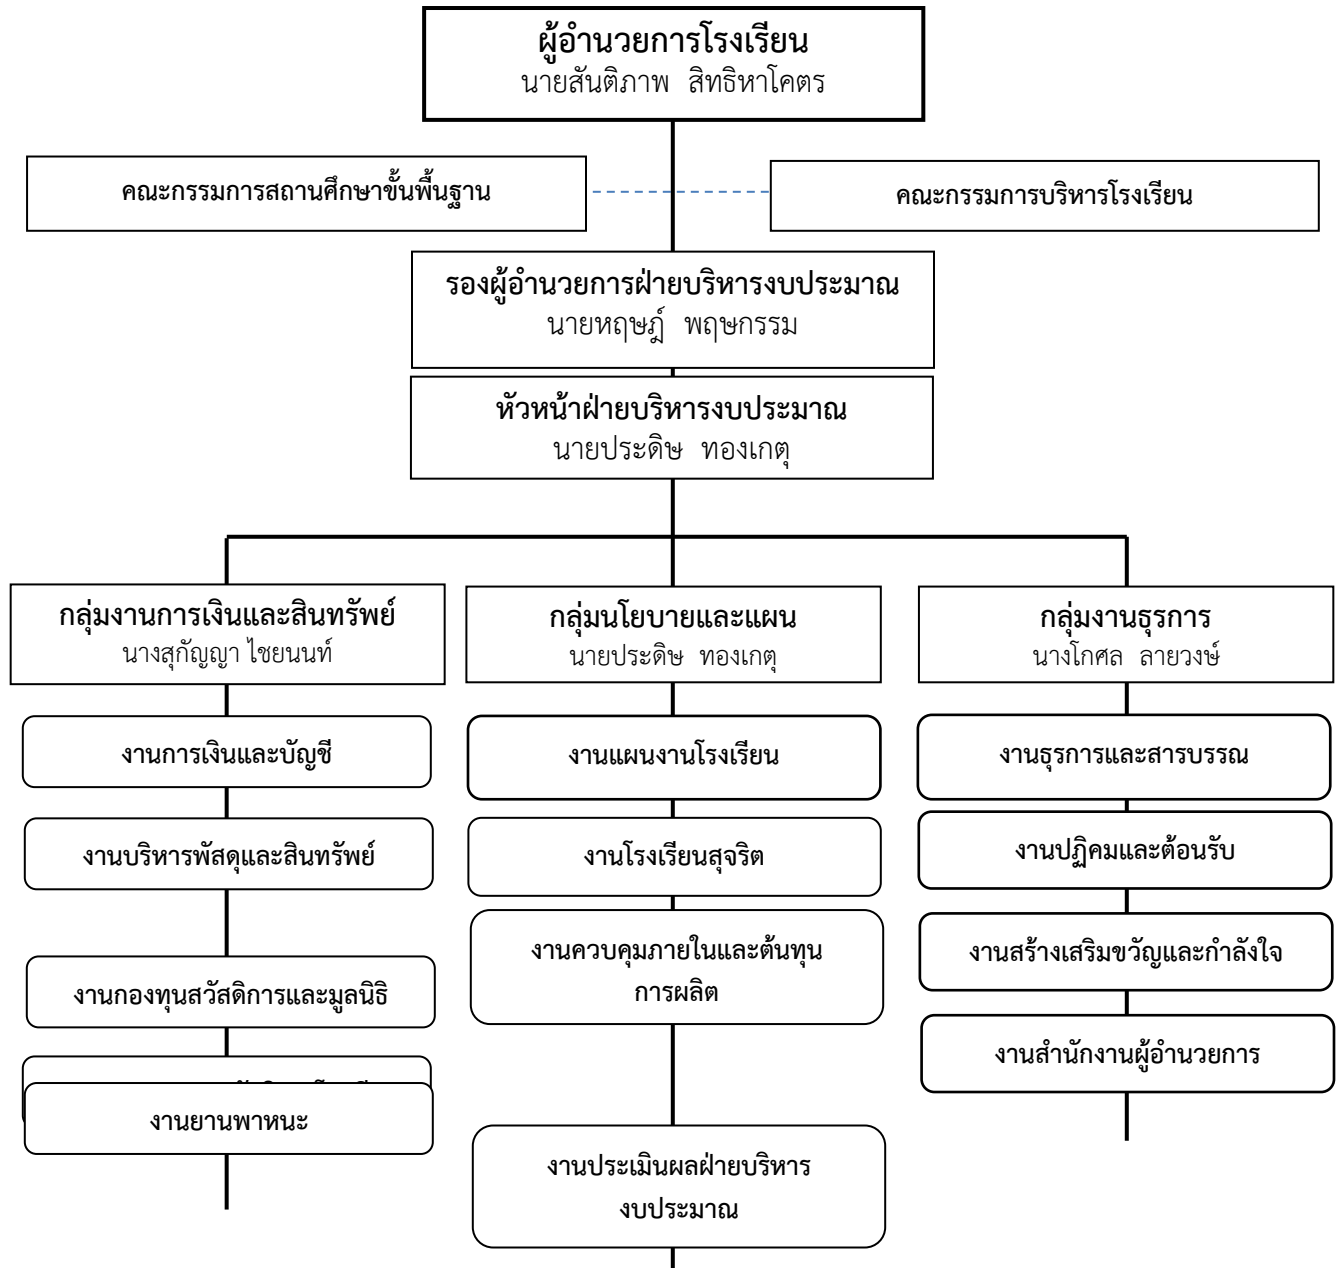 ผู้อำนวยการโรงเรียน
นายสันติภาพ สิทธิหาโคตร
คณะกรรมการสถานศึกษาขั้นพื้นฐาน
คณะกรรมการบริหารโรงเรียน
รองผู้อำนวยการฝ่ายบริหารงบประมาณ
นายหฤษฎ์ พฤษกรรม
หัวหน้าฝ่ายบริหารงบประมาณ
นายประดิษ ทองเกตุ
กลุ่มงานการเงินและสินทรัพย์
นางสุกัญญา ไชยนนท์
งานการเงินและบัญชี
งานบริหารพัสดุและสินทรัพย์
งานกองทุนสวัสดิการและมูลนิธิ
งานยานพาหนะ
กลุ่มนโยบายและแผน
นายประดิษ ทองเกตุ
งานแผนงานโรงเรียน
งานโรงเรียนสุจริต
งานควบคุมภายในและต้นทุน
การผลิต
งานประเมินผลฝ่ายบริหาร
งบประมาณ
กลุ่มงานธุรการ
นางโกศล ลายวงษ์
งานธุรการและสารบรรณ
งานปฏิคมและต้อนรับ
งานสร้างเสริมขวัญและกำลังใจ
งานสำนักงานผู้อำนวยการ